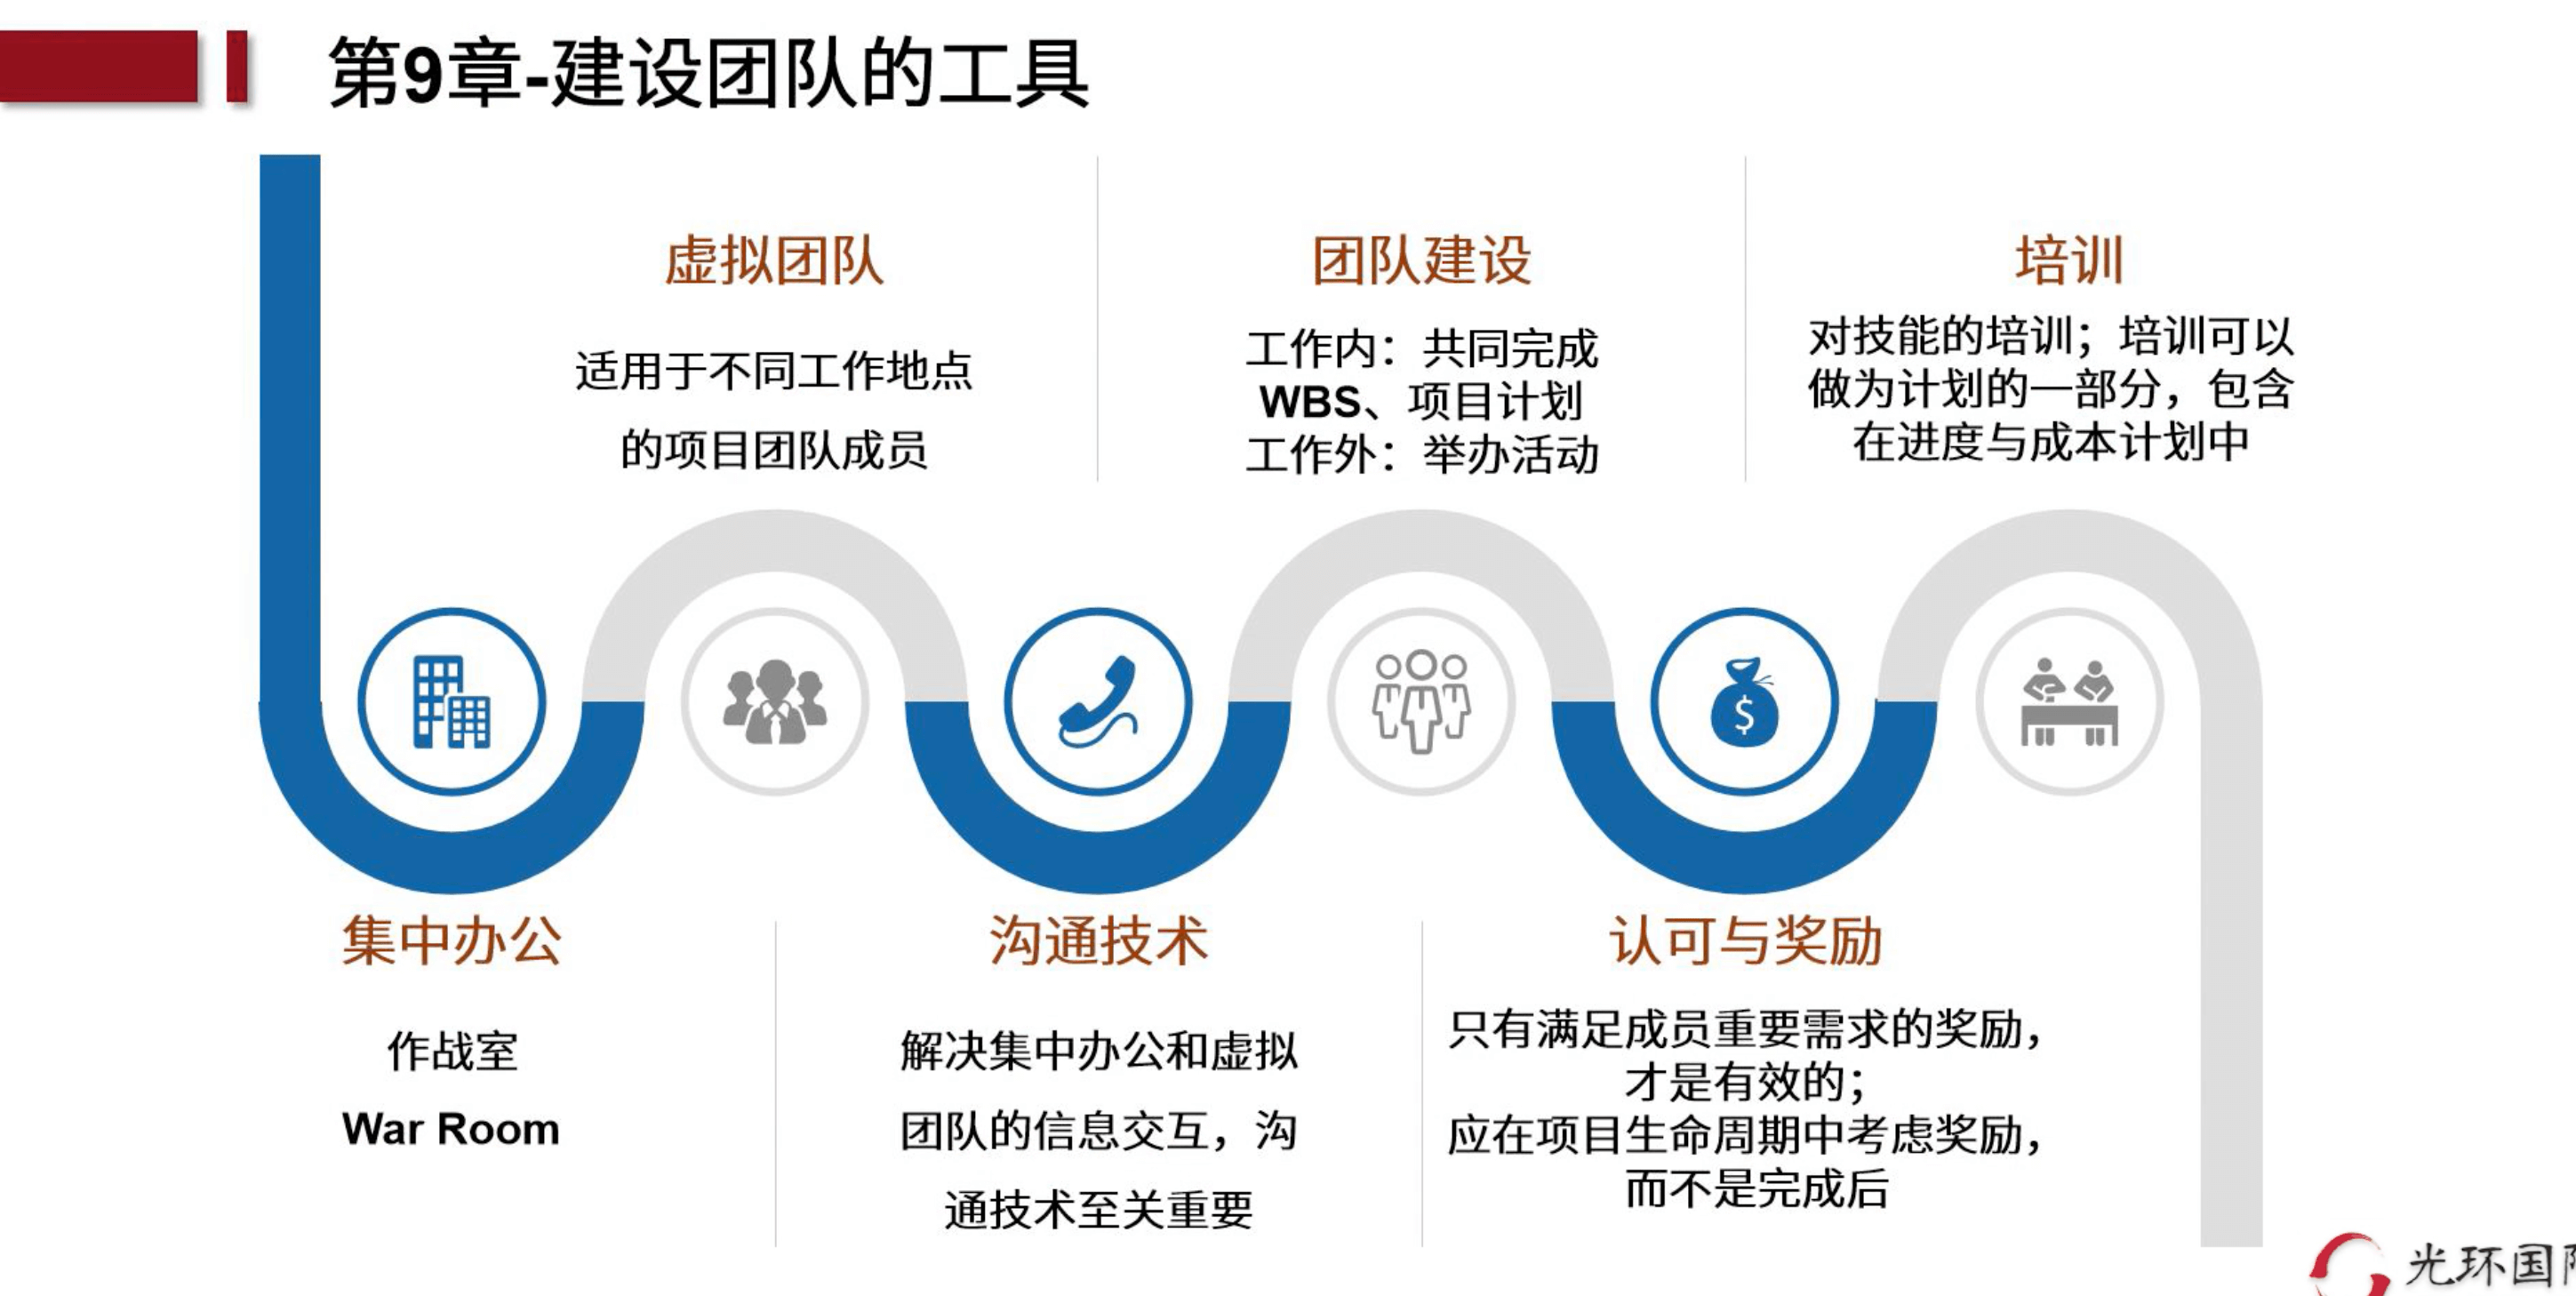 第9章-建设团队的工具
虚拟团队
适用于不同工作地点
的项目团队成员
团队建设
工作内：共同完成
WBS、项目计划
工作外：举办活动
培训
对技能的培训；培训可以
做为计划的一部分，包含
在进度与成本计划中
$
集中办公
作战室
War Room
沟通技术
解决集中办公和虚拟
团队的信息交互，沟
通技术至关重要
认可与奖励
只有满足成员重要需求的奖励，
才是有效的；
应在项目生命周期中考虑奖励，
而不是完成后
光环国